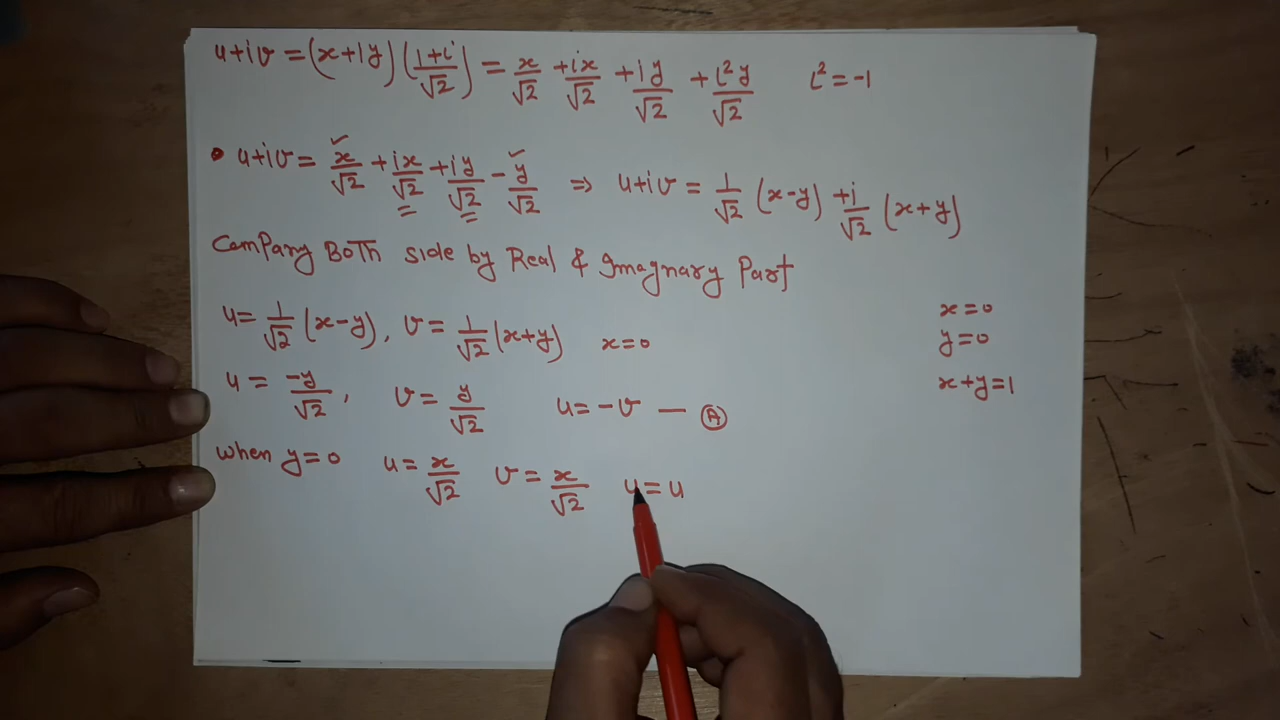 u+iv = (x+iy) (1+i/√2) = x/√2 + ix/√2 + iy/√2 + i²y/√2 i² = -1
• u+iv = x/√2 + ix/√2 + iy/√2 - y/√2 ⇒ u+iv = 1/√2 (x-y) + i/√2 (x+y)
ComPany BoTh side by Real & Imagnary Part
u = 1/√2 (x-y), v = 1/√2 (x+y) x=0
u = -y/√2, v = y/√2 u = -v — Ⓐ
when y=0 u = x/√2 v = x/√2 u = u
x=0
y=0
x+y=1